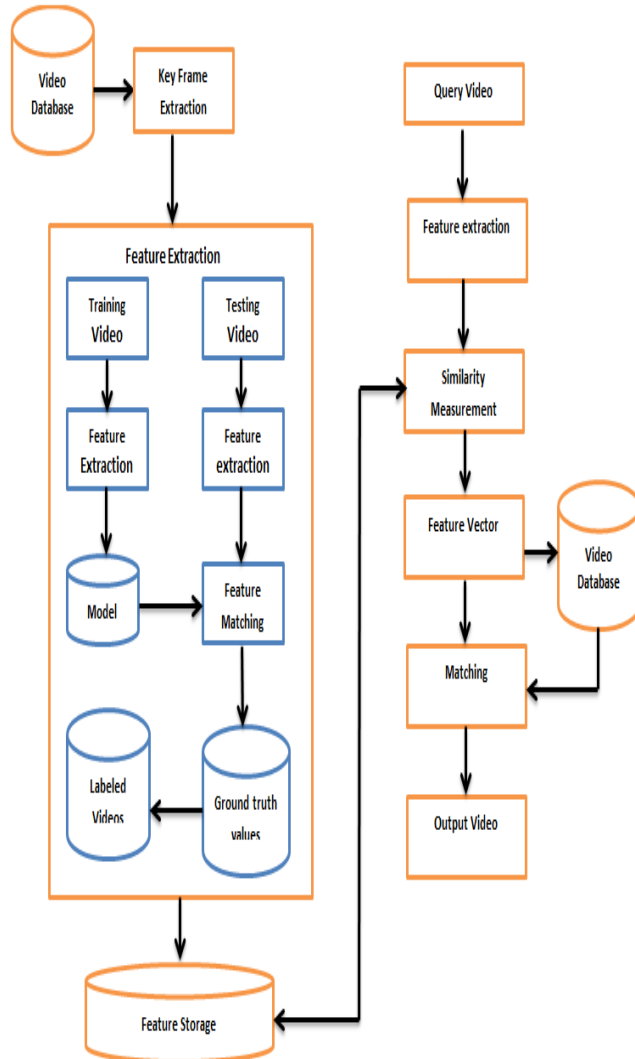 Video
Database
Key Frame
Extraction
Feature Extraction
Training
Video
Testing
Video
Feature
Extraction
Feature
extraction
Model
Feature
Matching
Labeled
Videos
Ground truth
values
Feature Storage
Query Video
Feature extraction
Similarity
Measurement
Feature Vector
Video
Database
Matching
Output Video